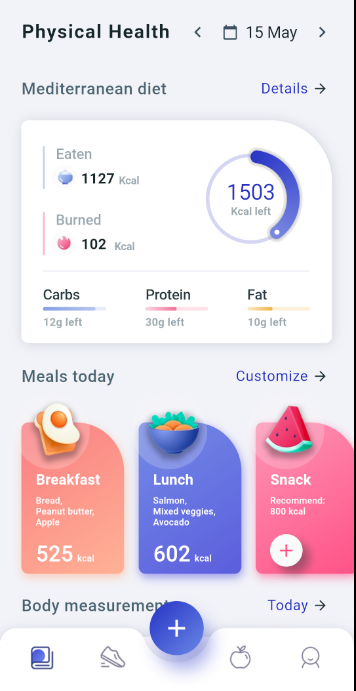 Physical Health
15 May
Mediterranean diet
Details
Eaten
1127 Kcal
Burned
102 Kcal
1503
Kcal left
Carbs
12g left
Protein
30g left
Fat
10g left
Meals today
Customize
Breakfast
Bread,
Peanut butter,
Apple
525 kcal
Lunch
Salmon,
Mixed veggies,
Avocado
602 kcal
Snack
Recommend:
800 kcal
Body measurement
Today